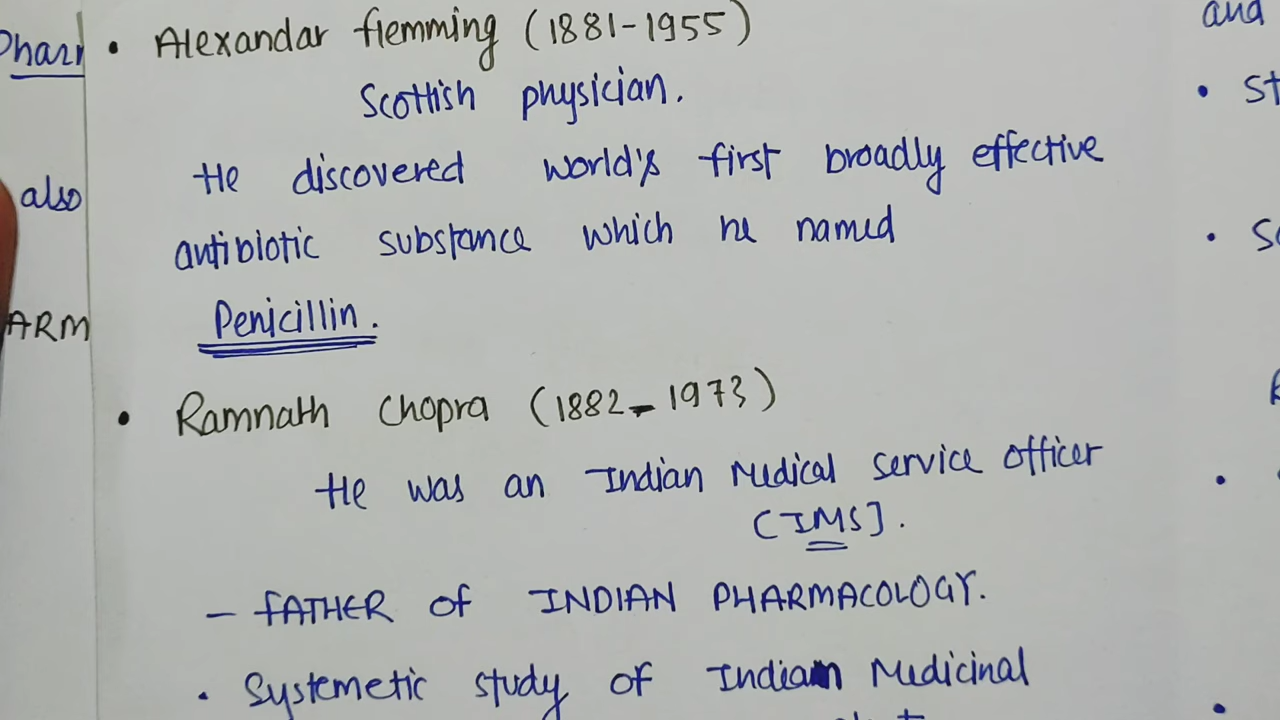 Phar
also
ARM
• Alexandar flemming (1881-1955)
Scottish physician.
He discovered world's first broadly effective
antibiotic substance which he named
Penicillin.
• Ramnath Chopra (1882-1973)
He was an Indian Medical service officer
[IMS].
- FATHER of INDIAN PHARMACOLOGY.
• Systemetic study of Indian Medicinal
and
• st